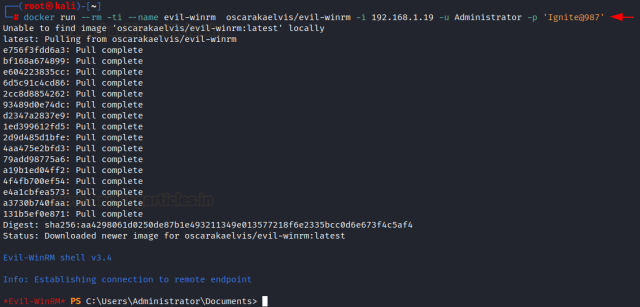 ┌──(root㉿kali)-[~]
└─# docker run --rm -ti --name evil-winrm  oscarakaelvis/evil-winrm -i 192.168.1.19 -u Administrator -p 'Ignite@987'
Unable to find image 'oscarakaelvis/evil-winrm:latest' locally
latest: Pulling from oscarakaelvis/evil-winrm
e756f3fdd6a3: Pull complete
bf168a674899: Pull complete
e604223835cc: Pull complete
6d5c91c4cd86: Pull complete
2cc8d8854262: Pull complete
93489d0e74dc: Pull complete
d2347a2837e9: Pull complete
1ed399612fd5: Pull complete
2d9d485d1bfe: Pull complete
4aa475e2bfd3: Pull complete
79add98775a6: Pull complete
a19b1ed04ff2: Pull complete
4f4fb700ef54: Pull complete
e4a1cbfea573: Pull complete
a3730b740faa: Pull complete
131b5ef0e871: Pull complete
Digest: sha256:aa4298061d0250de87b1e493211349e013577218f6e2335bcc0d6e673f4c5af4
Status: Downloaded newer image for oscarakaelvis/evil-winrm:latest
Evil-WinRM shell v3.4
Info: Establishing connection to remote endpoint
*Evil-WinRM* PS C:\Users\Administrator\Documents>